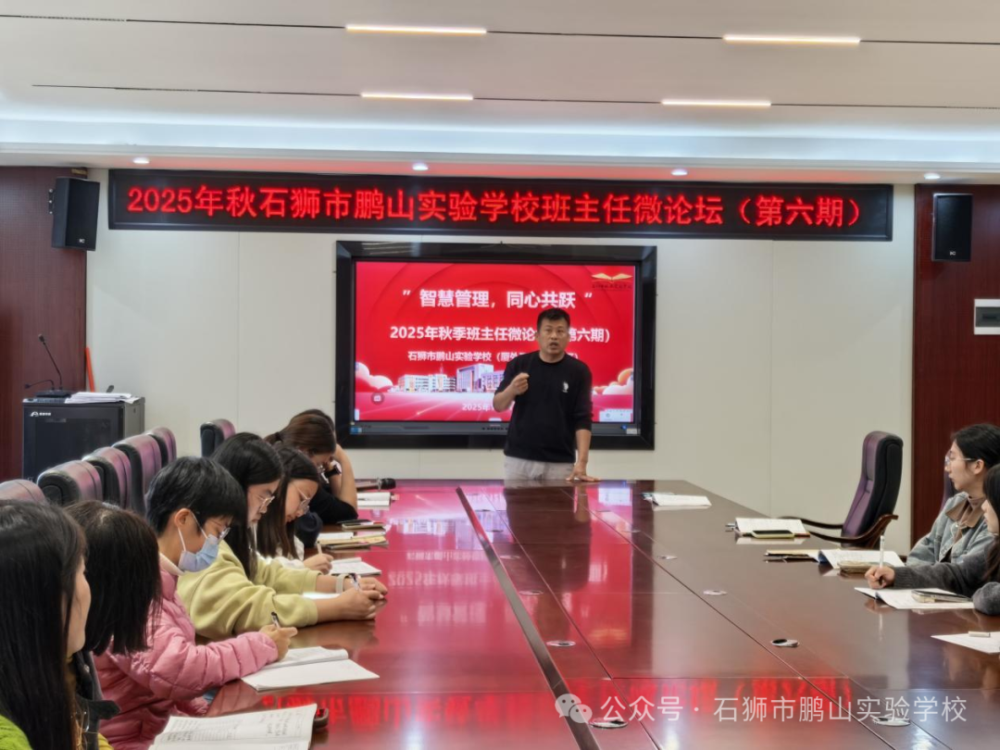 2025年秋石狮市鹏山实验学校班主任微论坛（第六期）
” 智慧管理，同心共跃 “
2025年秋季班主任微论 第六期）
石狮市鹏山实验学校（
2025年
公众号 · 石狮市鹏山实验学校